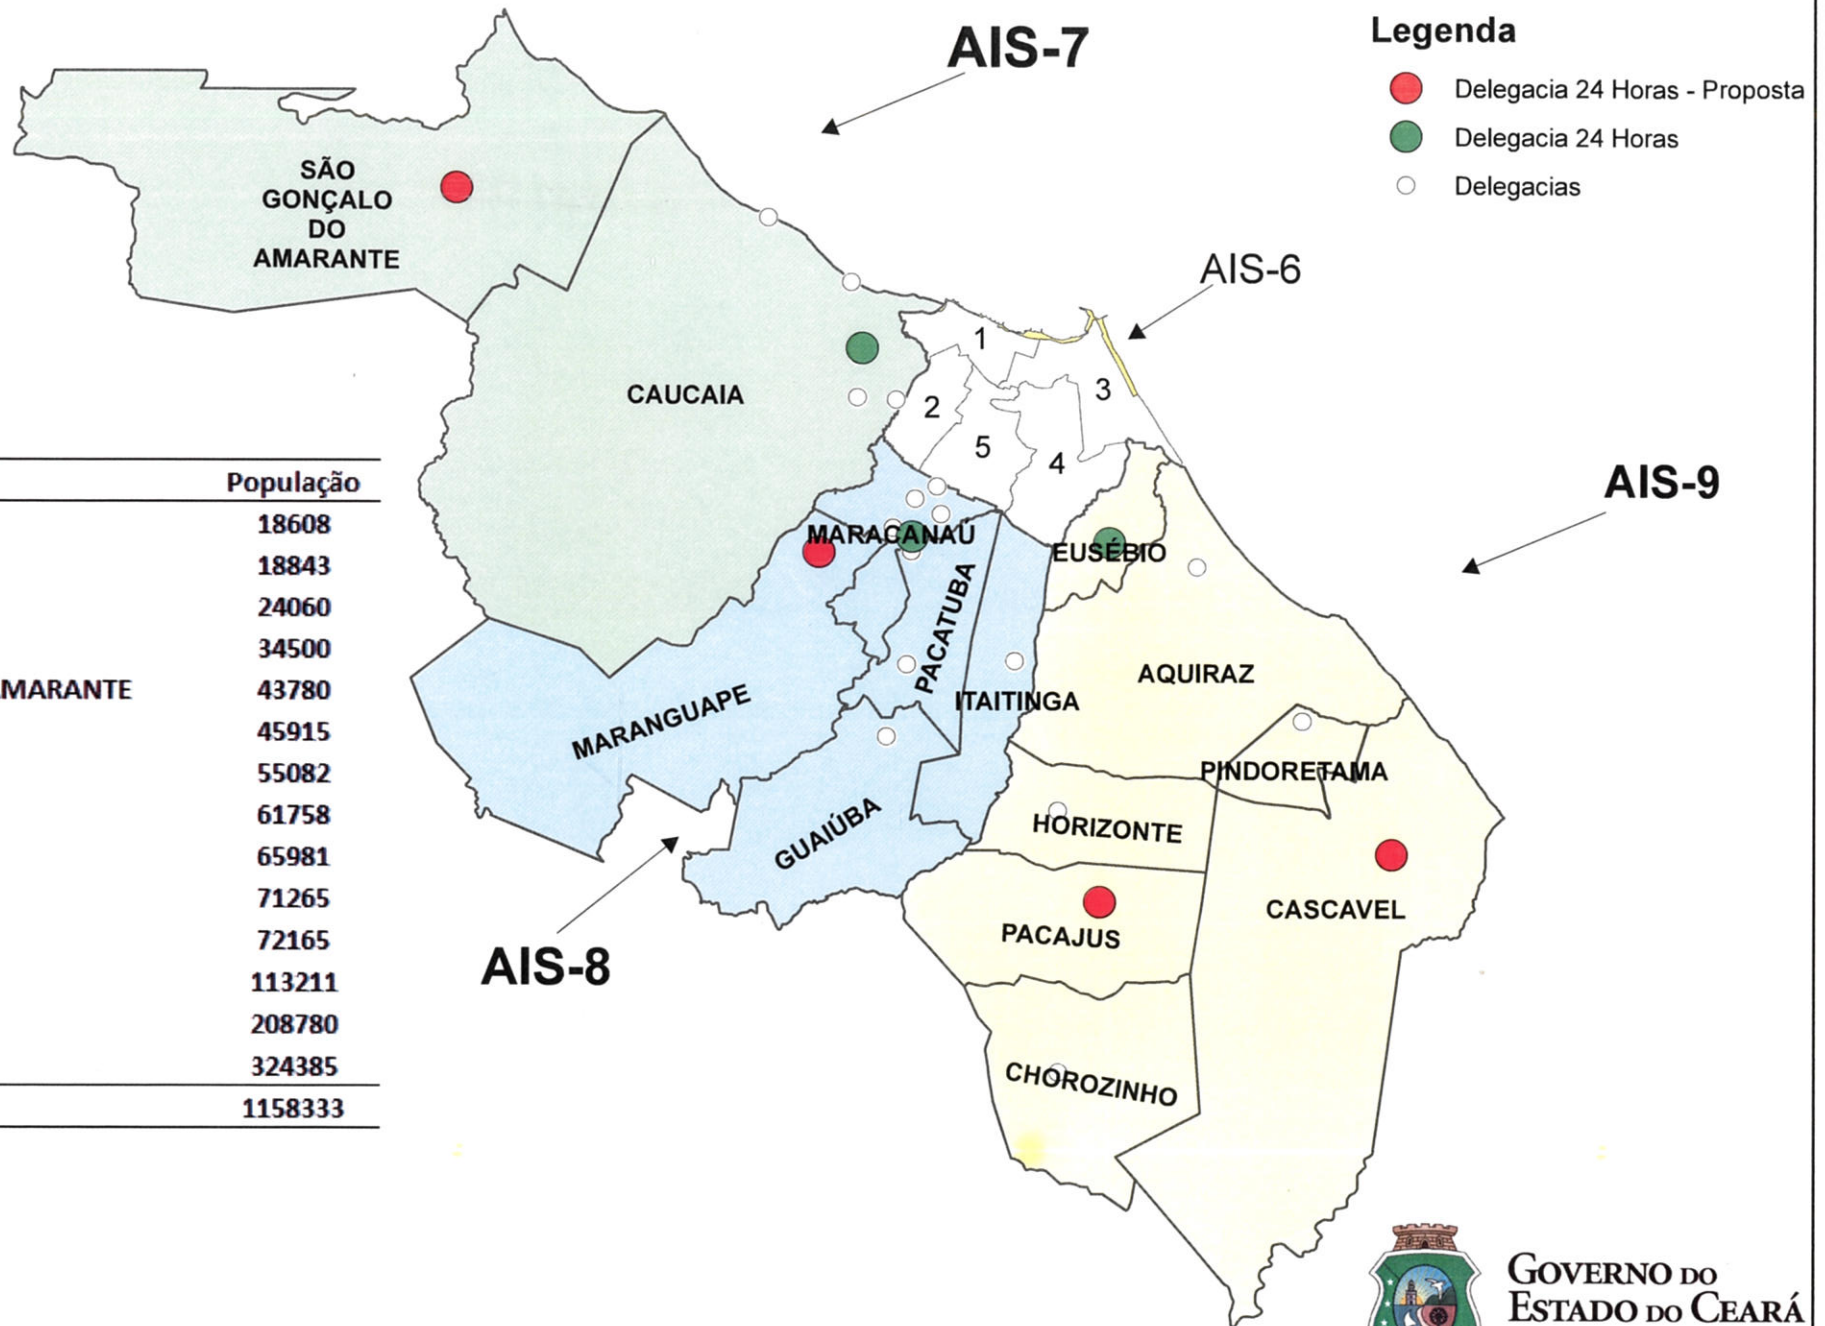 AIS-7
Legenda
Delegacia 24 Horas - Proposta
Delegacia 24 Horas
Delegacias
SÃO
GONÇALO
DO
AMARANTE
AIS-6
1
CAUCAIA
3
2
5
4
AIS-9
População
18608
18843
24060
34500
MARANTE 43780
45915
55082
61758
65981
71265
72165
113211
208780
324385
1158333
MARACANAÚ
EUSÉBIO
PACATUBA
AQUIRAZ
ITAITINGA
MARANGUAPE
PINDORETAMA
GUAIÚBA
HORIZONTE
CASCAVEL
PACAJUS
AIS-8
CHOROZINHO
GOVERNO DO
ESTADO DO CEARÁ